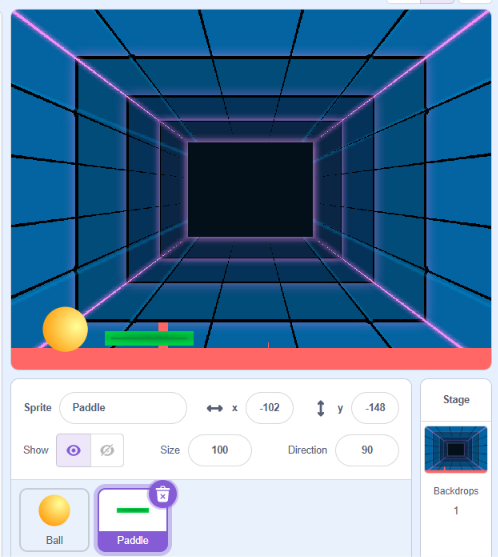 Sprite Paddle x -102 y -148
Show Size 100 Direction 90
Stage
Backdrops
1
Ball
Paddle